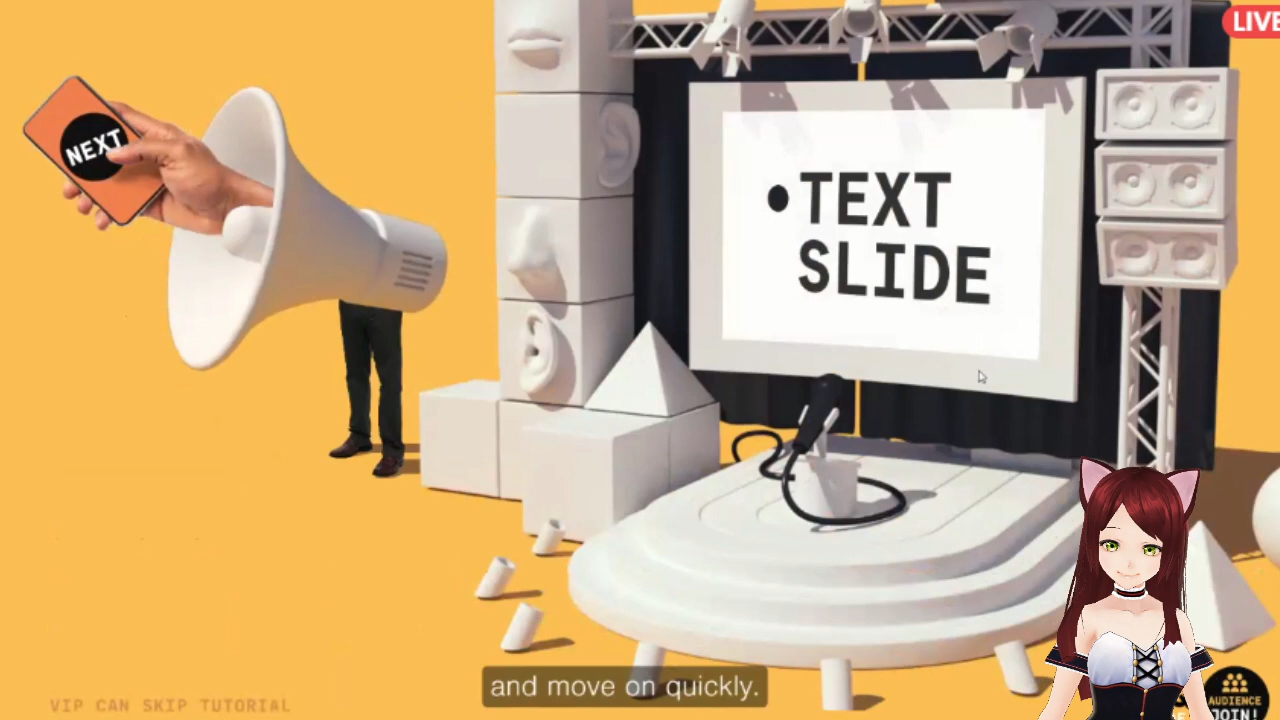 LIVE
NEXT
• TEXT
SLIDE
and move on quickly.
VIP CAN SKIP TUTORIAL
AUDIENCE
JOIN!